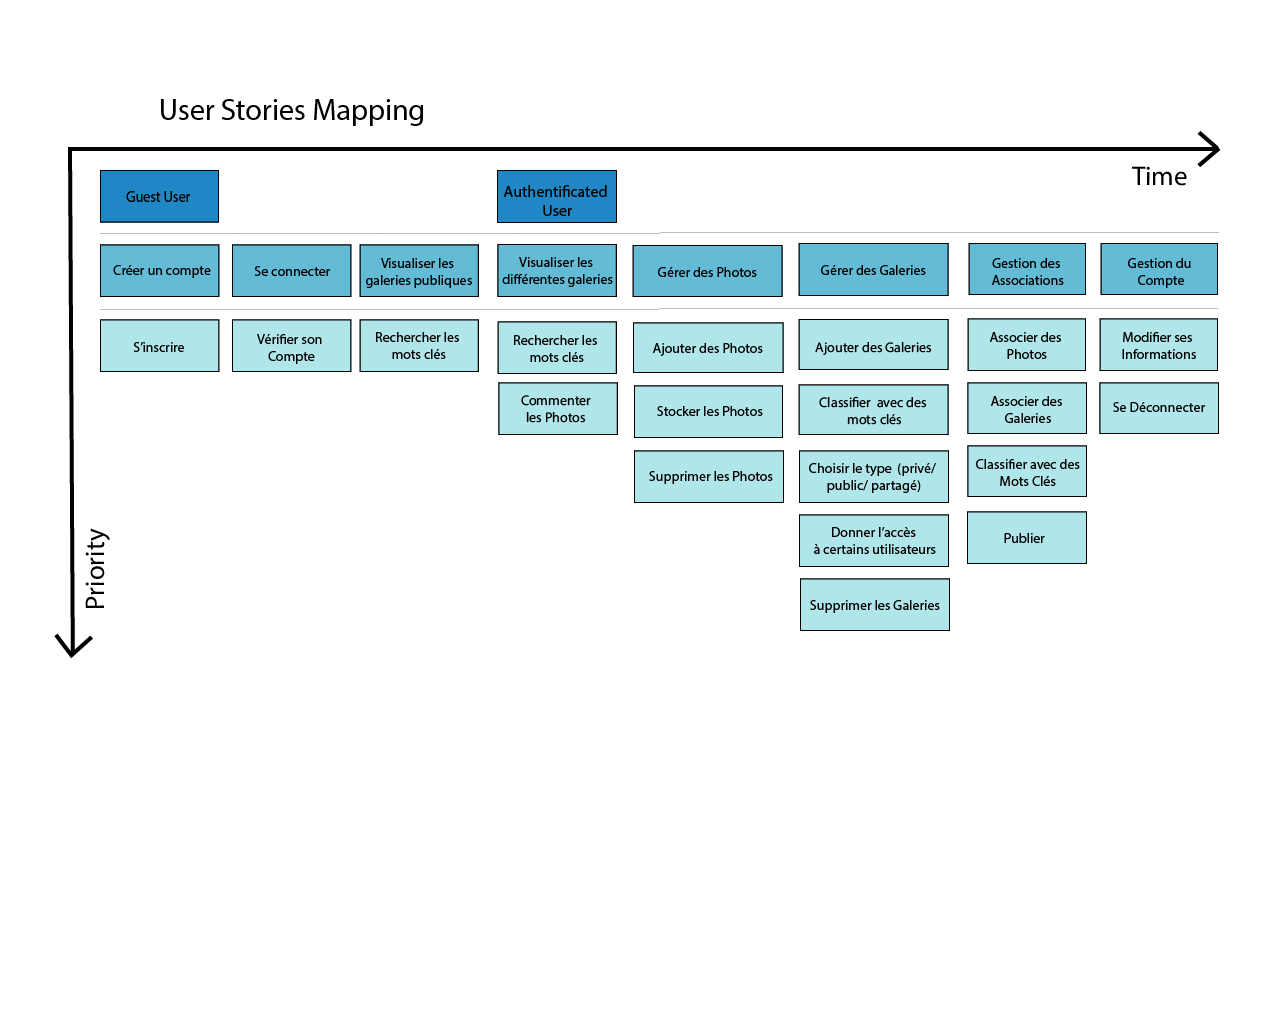 User Stories Mapping
Time
Priority
Guest User
Authentificated
User
Créer un compte
Se connecter
Visualiser les
galeries publiques
Visualiser les
différentes galeries
Gérer des Photos
Gérer des Galeries
Gestion des
Associations
Gestion du
Compte
S'inscrire
Vérifier son
Compte
Rechercher les
mots clés
Rechercher les
mots clés
Ajouter des Photos
Ajouter des Galeries
Associer des
Photos
Modifier ses
Informations
Commenter
les Photos
Stocker les Photos
Classifier avec des
mots clés
Associer des
Galeries
Se Déconnecter
Supprimer les Photos
Choisir le type (privé/
public/ partagé)
Classifier avec des
Mots Clés
Donner l'accès
à certains utilisateurs
Publier
Supprimer les Galeries